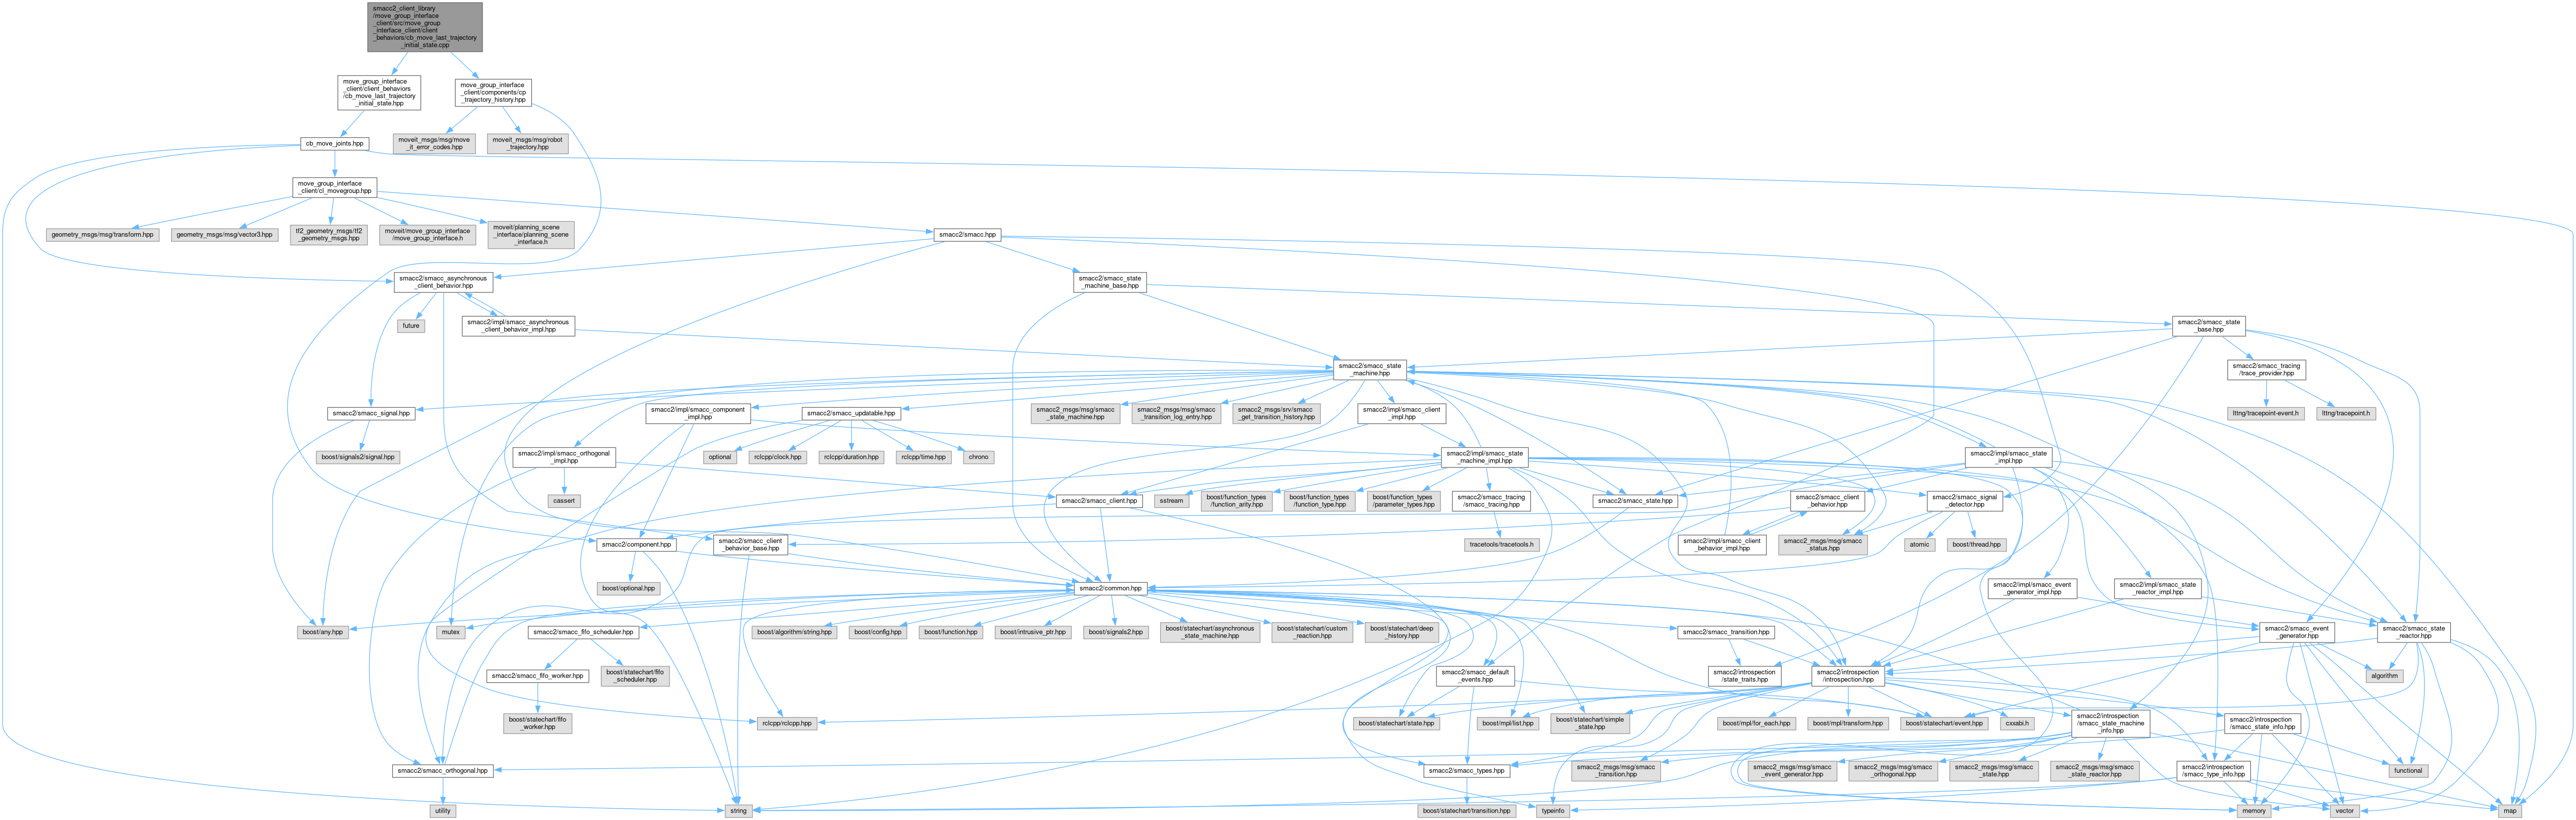 smacc2_client_library
/move_group_interface
_client/src/move_group
_interface_client/client
_behaviors/cb_move_last_trajectory
_initial_state.cpp
move_group_interface
_client/client_behaviors
/cb_move_last_trajectory
_initial_state.hpp
move_group_interface
_client/components/cp
_trajectory_history.hpp
cb_move_joints.hpp
moveit_msgs/msg/move
_it_error_codes.hpp
moveit_msgs/msg/robot
_trajectory.hpp
move_group_interface
_client/cl_movegroup.hpp
geometry_msgs/msg/transform.hpp
geometry_msgs/msg/vector3.hpp
tf2_geometry_msgs/tf2
_geometry_msgs.hpp
moveit/move_group_interface
/move_group_interface.h
moveit/planning_scene
_interface/planning_scene
_interface.h
smacc2/smacc.hpp
smacc2/smacc_asynchronous
_client_behavior.hpp
smacc2/smacc_state
_machine_base.hpp
future
smacc2/impl/smacc_asynchronous
_client_behavior_impl.hpp
smacc2/smacc_state
_base.hpp
smacc2/smacc_state
_machine.hpp
smacc2/smacc_tracing
/trace_provider.hpp
smacc2/smacc_signal.hpp
smacc2/impl/smacc_component
_impl.hpp
smacc2/smacc_updatable.hpp
smacc2_msgs/msg/smacc
_state_machine.hpp
smacc2_msgs/msg/smacc
_transition_log_entry.hpp
smacc2_msgs/srv/smacc
_get_transition_history.hpp
smacc2/impl/smacc_client
_impl.hpp
lttng/tracepoint-event.h
lttng/tracepoint.h
boost/signals2/signal.hpp
smacc2/impl/smacc_orthogonal
_impl.hpp
optional
rclcpp/clock.hpp
rclcpp/duration.hpp
rclcpp/time.hpp
chrono
smacc2/impl/smacc_state
_machine_impl.hpp
smacc2/impl/smacc_state
_impl.hpp
cassert
smacc2/smacc_client.hpp
sstream
boost/function_types
/function_arity.hpp
boost/function_types
/function_type.hpp
boost/function_types
/parameter_types.hpp
smacc2/smacc_tracing
/smacc_tracing.hpp
smacc2/smacc_state.hpp
smacc2/smacc_client
_behavior.hpp
smacc2/smacc_signal
_detector.hpp
smacc2/component.hpp
smacc2/smacc_client
_behavior_base.hpp
tracetools/tracetools.h
smacc2/impl/smacc_client
_behavior_impl.hpp
smacc2_msgs/msg/smacc
_status.hpp
atomic
boost/thread.hpp
boost/optional.hpp
smacc2/common.hpp
smacc2/impl/smacc_event
_generator_impl.hpp
smacc2/impl/smacc_state
_reactor_impl.hpp
boost/any.hpp
mutex
smacc2/smacc_fifo_scheduler.hpp
boost/algorithm/string.hpp
boost/config.hpp
boost/function.hpp
boost/intrusive_ptr.hpp
boost/signals2.hpp
boost/statechart/asynchronous
_state_machine.hpp
boost/statechart/custom
_reaction.hpp
boost/statechart/deep
_history.hpp
smacc2/smacc_transition.hpp
smacc2/smacc_event
_generator.hpp
smacc2/smacc_state
_reactor.hpp
smacc2/smacc_fifo_worker.hpp
boost/statechart/fifo
_scheduler.hpp
smacc2/smacc_default
_events.hpp
smacc2/introspection
/state_traits.hpp
smacc2/introspection
/introspection.hpp
algorithm
boost/statechart/fifo
_worker.hpp
rclcpp/rclcpp.hpp
boost/statechart/state.hpp
boost/mpl/list.hpp
boost/statechart/simple
_state.hpp
boost/mpl/for_each.hpp
boost/mpl/transform.hpp
boost/statechart/event.hpp
cxxabi.h
smacc2/introspection
/smacc_state_machine
_info.hpp
smacc2/introspection
/smacc_state_info.hpp
smacc2/smacc_orthogonal.hpp
smacc2/smacc_types.hpp
smacc2_msgs/msg/smacc
_transition.hpp
smacc2_msgs/msg/smacc
_event_generator.hpp
smacc2_msgs/msg/smacc
_orthogonal.hpp
smacc2_msgs/msg/smacc
_state.hpp
smacc2_msgs/msg/smacc
_state_reactor.hpp
smacc2/introspection
/smacc_type_info.hpp
functional
utility
string
boost/statechart/transition.hpp
typeinfo
memory
vector
map